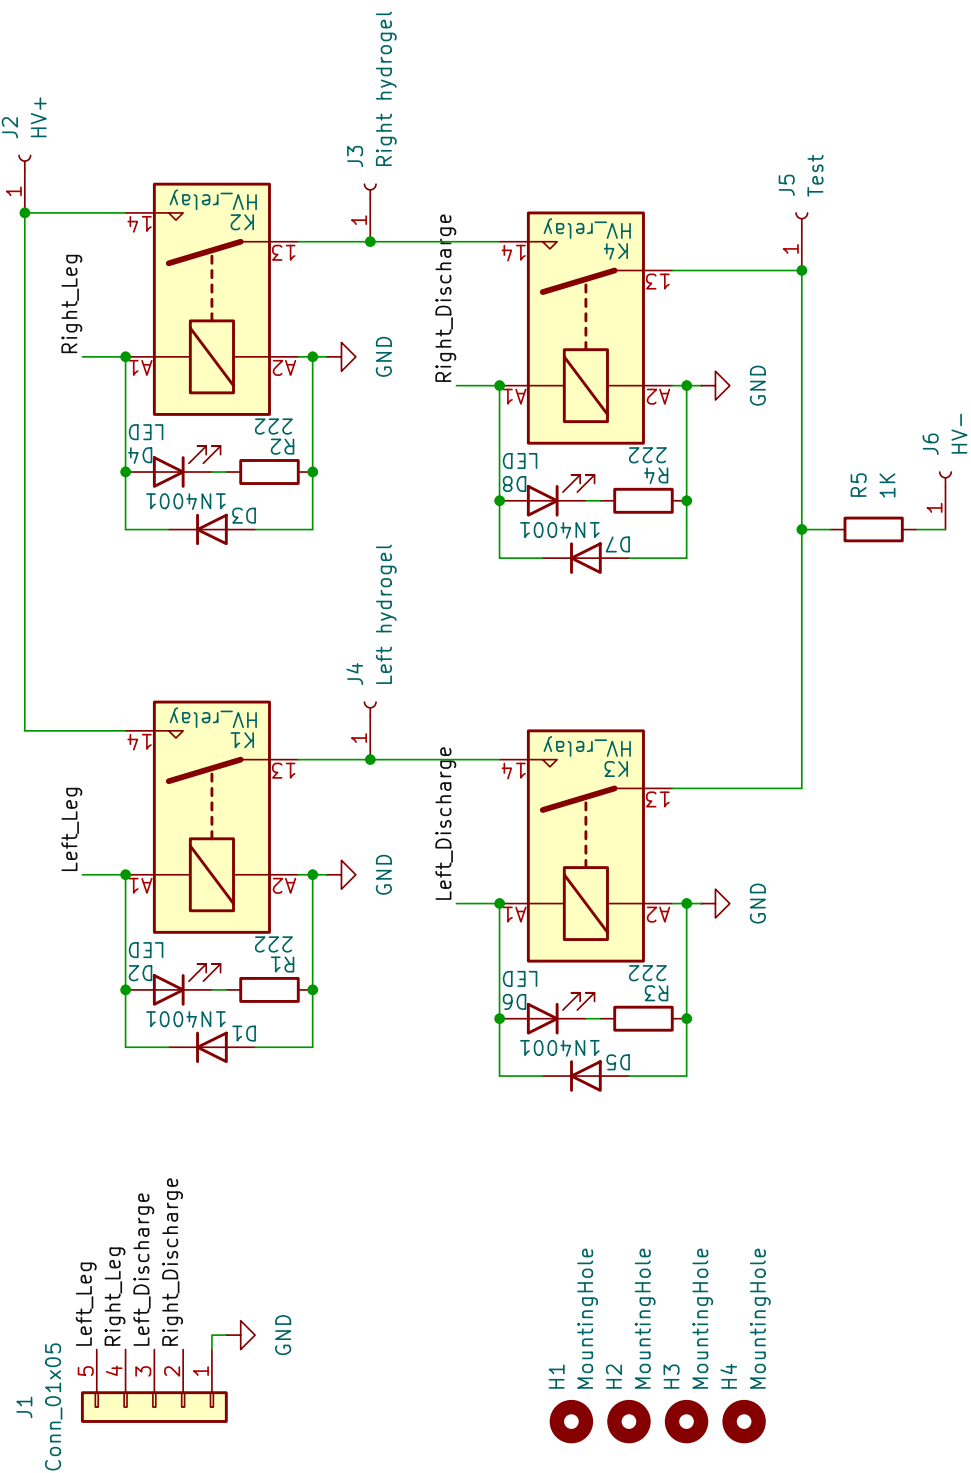 J2
HV+
1
14
HV_relay
K2
13
Right_Leg
A1
A2
GND
LED
D4
222
R2
1N4001
D3
J3
Right hydrogel
1
Right_Discharge
14
HV_relay
K4
13
A1
A2
GND
LED
D8
222
R4
1N4001
D7
J5
Test
1
R5
1K
J6
HV-
1
14
HV_relay
K1
13
Left_Leg
A1
A2
GND
LED
D2
222
R1
1N4001
D1
J4
Left hydrogel
1
Left_Discharge
14
HV_relay
K3
13
A1
A2
GND
LED
D6
222
R3
1N4001
D5
J1
Conn_01x05
Left_Leg
5
Right_Leg
4
Left_Discharge
3
Right_Discharge
2
1
GND
H1
MountingHole
H2
MountingHole
H3
MountingHole
H4
MountingHole